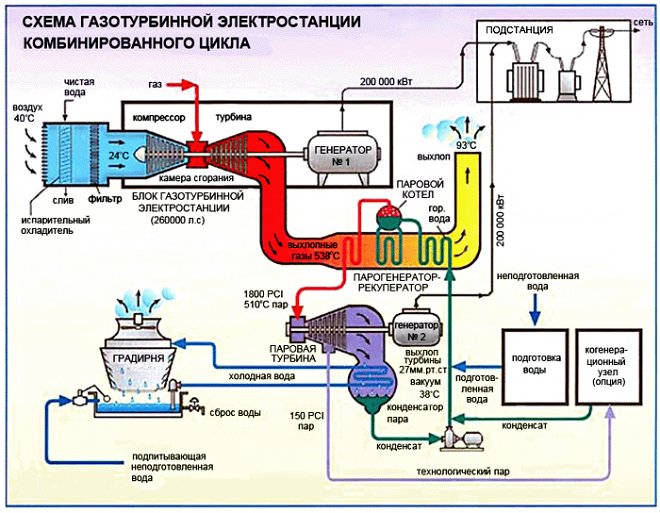 СХЕМА ГАЗОТУРБИННОЙ ЭЛЕКТРОСТАНЦИИ
КОМБИНИРОВАННОГО ЦИКЛА
ПОДСТАНЦИЯ
сеть
200 000 кВт
чистая
вода
воздух
40°С
24°С
слив
фильтр
испарительный
охладитель
газ
компрессор
турбина
камера сгорания
ГЕНЕРАТОР
№ 1
БЛОК ГАЗОТУРБИННОЙ
ЭЛЕКТРОСТАНЦИИ
(260000 л.с)
93°С
выхлоп
ПАРОВОЙ
КОТЕЛ
гор.
вода
200 000 кВт
выхлопные
газы 538°С
ПАРОГЕНЕРАТОР-
РЕКУПЕРАТОР
1800 PCI
510°С пар
ПАРОВАЯ
ТУРБИНА
генератор
№ 2
выхлоп
турбины
27мм.рт.ст
вакуум
38°С
неподготовленная
вода
подготовка
воды
когенера-
ционный
узел
(опция)
подготов-
ленная
вода
ГРАДИРНЯ
холодная вода
сброс воды
150 PCI
пар
конденсатор
пара
конденсат
конденсат
технологический пар
подпитывающая
неподготовленная
вода